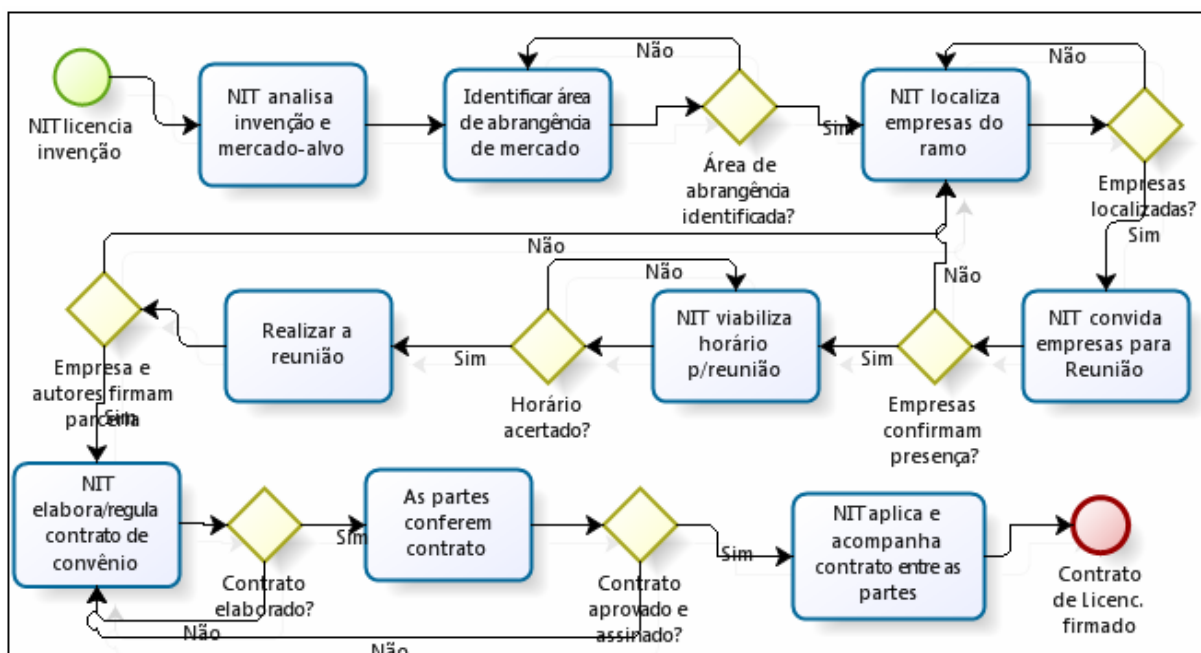 Não
Não
NIT analisa
invenção e
mercado-alvo
Identificar área
de abrangência
de mercado
NIT localiza
empresas do
ramo
Sim
NIT licencia
invenção
Área de
abrangência
identificada?
Empresas
localizadas?
Sim
Não
Não
Não
Realizar a
reunião
Sim
NIT viabiliza
horário
p/reunião
Sim
NIT convida
empresas para
Reunião
Empresa e
autores firmam
parceria
Sim
Horário
acertado?
Empresas
confirmam
presença?
NIT
elabora/regula
contrato de
convênio
Sim
As partes
conferem
contrato
Sim
NIT aplica e
acompanha
contrato entre as
partes
Contrato
elaborado?
Contrato
aprovado e
assinado?
Contrato
de Licenc.
firmado
Não
Não